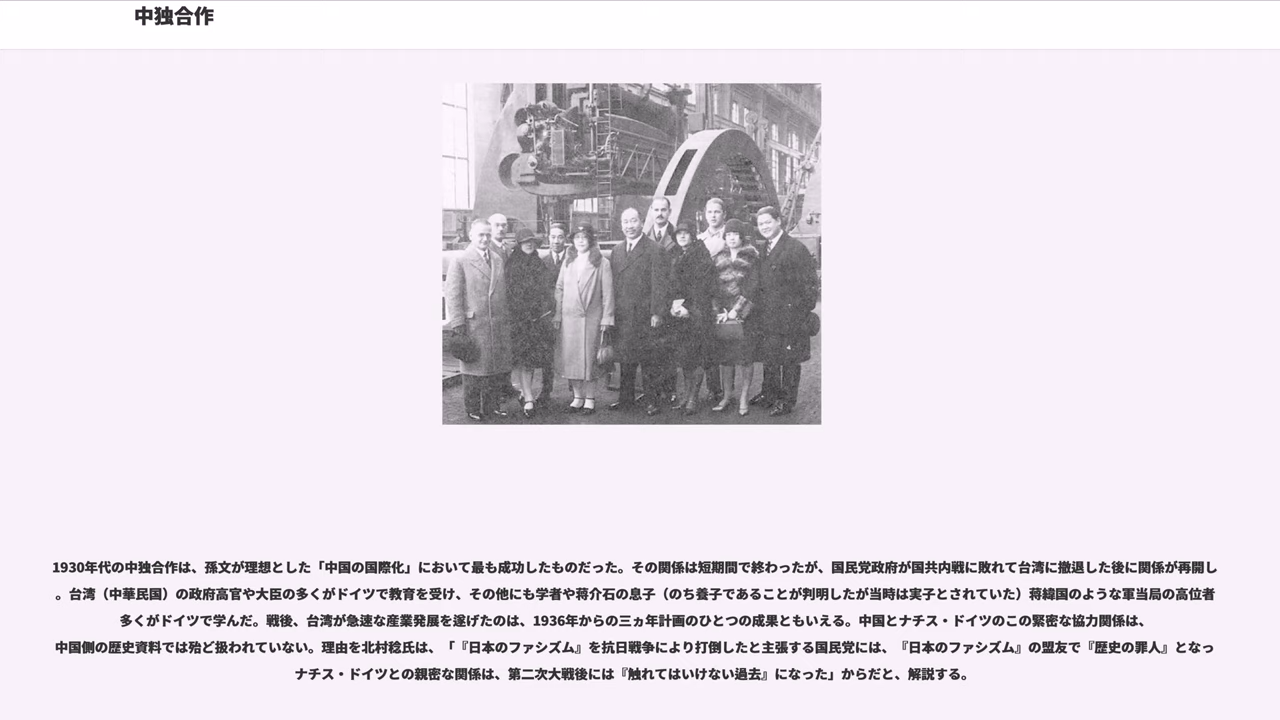 中独合作
1930年代の中独合作は、孫文が理想とした「中国の国際化」において最も成功したものだった。その関係は短期間で終わったが、国民党政府が国共内戦に敗れて台湾に撤退した後に関係が再開し
。台湾（中華民国）の政府高官や大臣の多くがドイツで教育を受け、その他にも学者や蒋介石の息子（のち養子であることが判明したが当時は実子とされていた）蒋緯国のような軍当局の高位者
多くがドイツで学んだ。戦後、台湾が急速な産業発展を遂げたのは、1936年からの三ヵ年計画のひとつの成果ともいえる。中国とナチス・ドイツのこの緊密な協力関係は、
中国側の歴史資料では殆ど扱われていない。理由を北村稔氏は、「『日本のファシズム』を抗日戦争により打倒したと主張する国民党には、『日本のファシズム』の盟友で『歴史の罪人』となっ
ナチス・ドイツとの親密な関係は、第二次大戦後には『触れてはいけない過去』になった」からだと、解説する。